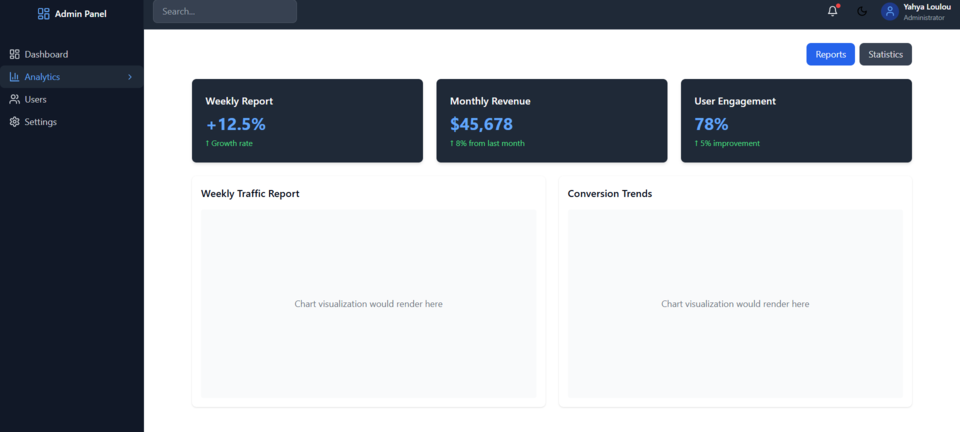 Admin Panel
Search...
Yahya Loulou
Administrator
Dashboard
Analytics
Users
Settings
Reports
Statistics
Weekly Report
+12.5%
↑ Growth rate
Monthly Revenue
$45,678
↑ 8% from last month
User Engagement
78%
↑ 5% improvement
Weekly Traffic Report
Chart visualization would render here
Conversion Trends
Chart visualization would render here